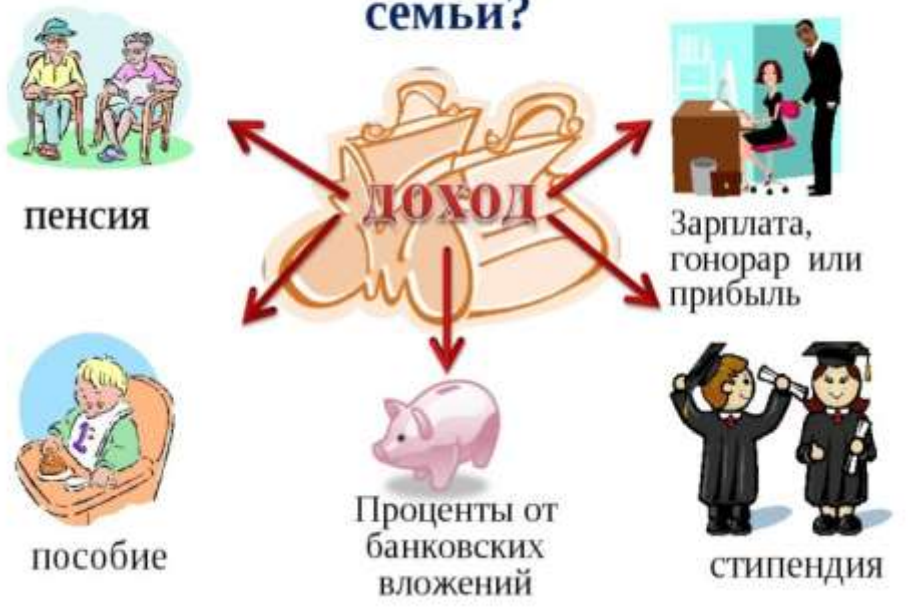 семьи?
доход
пенсия
Зарплата,
гонорар или
прибыль
пособие
Проценты от
банковских
вложений
стипендия